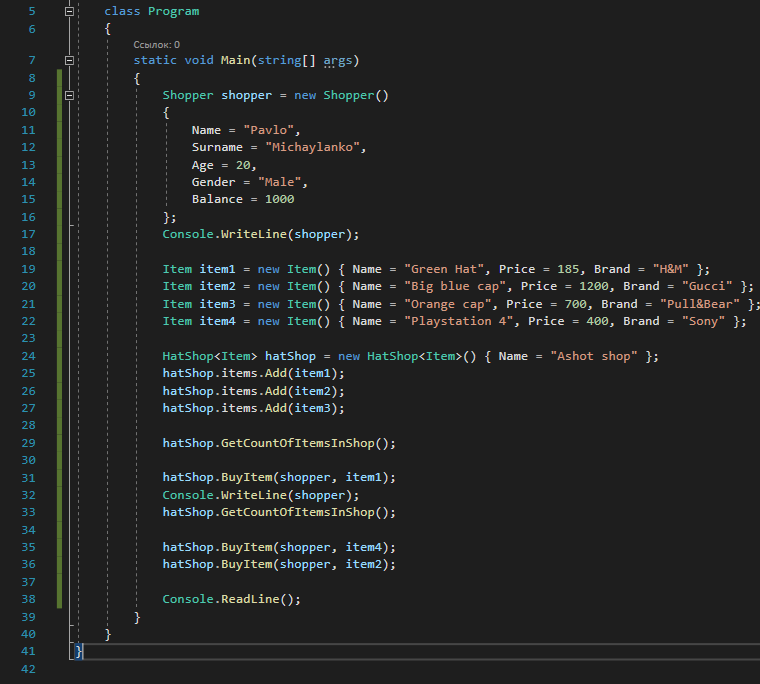 5 class Program
6 {
Ссылок: 0
7 static void Main(string[] args)
8 {
9 Shopper shopper = new Shopper()
10 {
11 Name = "Pavlo",
12 Surname = "Michaylanko",
13 Age = 20,
14 Gender = "Male",
15 Balance = 1000
16 };
17 Console.WriteLine(shopper);
18
19 Item item1 = new Item() { Name = "Green Hat", Price = 185, Brand = "H&M" };
20 Item item2 = new Item() { Name = "Big blue cap", Price = 1200, Brand = "Gucci" };
21 Item item3 = new Item() { Name = "Orange cap", Price = 700, Brand = "Pull&Bear" };
22 Item item4 = new Item() { Name = "Playstation 4", Price = 400, Brand = "Sony" };
23
24 HatShop<Item> hatShop = new HatShop<Item>() { Name = "Ashot shop" };
25 hatShop.items.Add(item1);
26 hatShop.items.Add(item2);
27 hatShop.items.Add(item3);
28
29 hatShop.GetCountOfItemsInShop();
30
31 hatShop.BuyItem(shopper, item1);
32 Console.WriteLine(shopper);
33 hatShop.GetCountOfItemsInShop();
34
35 hatShop.BuyItem(shopper, item4);
36 hatShop.BuyItem(shopper, item2);
37
38 Console.ReadLine();
39 }
40 }
41 }
42